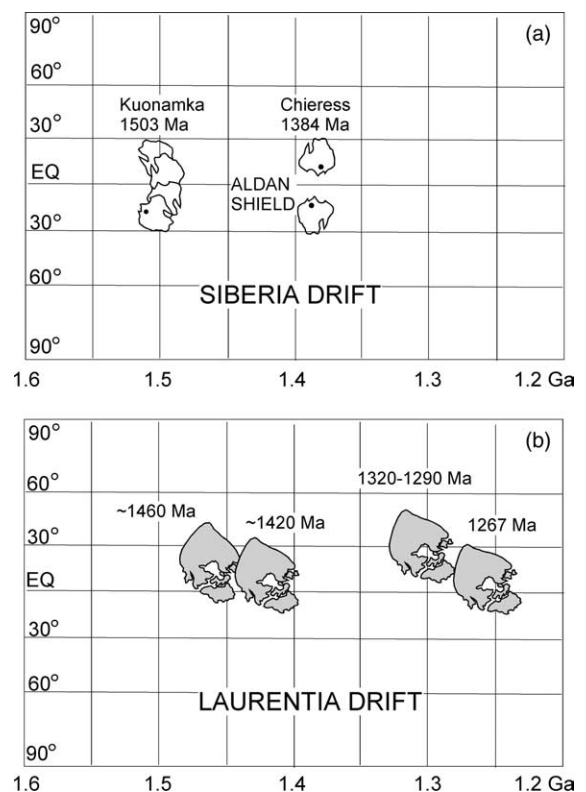 (a)
90°
60°
Kuonamka
1503 Ma
Chieress
1384 Ma
30°
EQ
ALDAN
SHIELD
30°
60°
SIBERIA DRIFT
90°
1.6 1.5 1.4 1.3 1.2 Ga
(b)
90°
60°
1320-1290 Ma
~1460 Ma
~1420 Ma
1267 Ma
30°
EQ
30°
60°
LAURENTIA DRIFT
90°
1.6 1.5 1.4 1.3 1.2 Ga